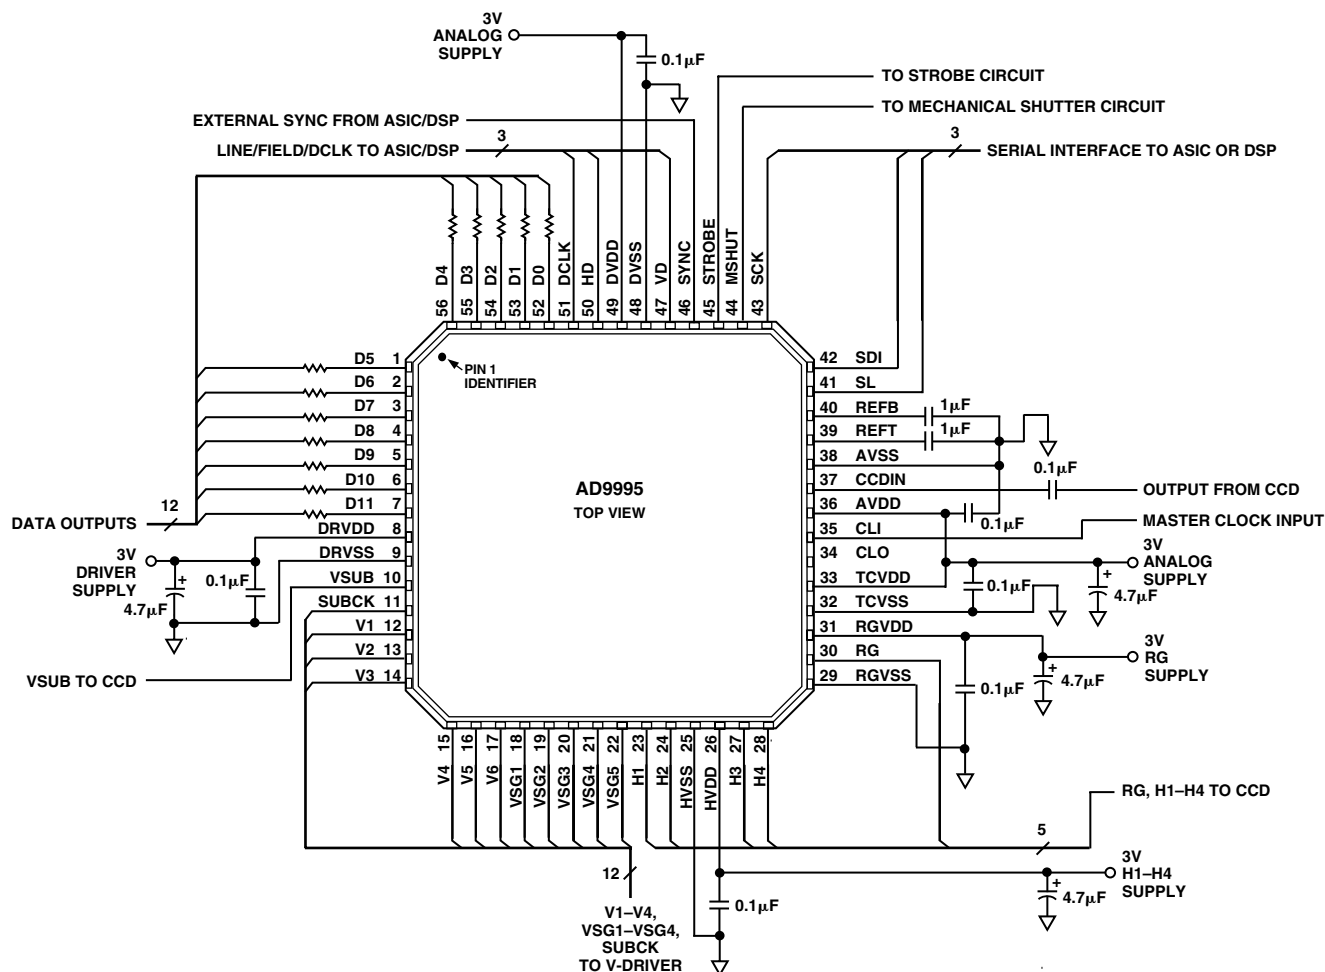 3V
ANALOG
SUPPLY
0.1µF
TO STROBE CIRCUIT
TO MECHANICAL SHUTTER CIRCUIT
EXTERNAL SYNC FROM ASIC/DSP
LINE/FIELD/DCLK TO ASIC/DSP
3
3
SERIAL INTERFACE TO ASIC OR DSP
56 D4
55 D3
54 D2
53 D1
52 D0
51 DCLK
50 HD
49 DVDD
48 DVSS
47 VD
46 SYNC
45 STROBE
44 MSHUT
43 SCK
D5 1
D6 2
D7 3
D8 4
D9 5
D10 6
D11 7
DRVDD 8
DRVSS 9
VSUB 10
SUBCK 11
V1 12
V2 13
V3 14
12
DATA OUTPUTS
3V
DRIVER
SUPPLY
+
4.7µF
0.1µF
VSUB TO CCD
PIN 1
IDENTIFIER
AD9995
TOP VIEW
42 SDI
41 SL
40 REFB
39 REFT
38 AVSS
37 CCDIN
36 AVDD
35 CLI
34 CLO
33 TCVDD
32 TCVSS
31 RGVDD
30 RG
29 RGVSS
1µF
1µF
0.1µF
OUTPUT FROM CCD
0.1µF
MASTER CLOCK INPUT
3V
ANALOG
SUPPLY
0.1µF
+
4.7µF
3V
RG
SUPPLY
0.1µF
+
4.7µF
V4 15
V5 16
V6 17
VSG1 18
VSG2 19
VSG3 20
VSG4 21
VSG5 22
H1 23
H2 24
HVSS 25
HVDD 26
H3 27
H4 28
RG, H1–H4 TO CCD
5
12
V1–V4,
VSG1–VSG4,
SUBCK
TO V-DRIVER
0.1µF
3V
H1–H4
SUPPLY
+
4.7µF